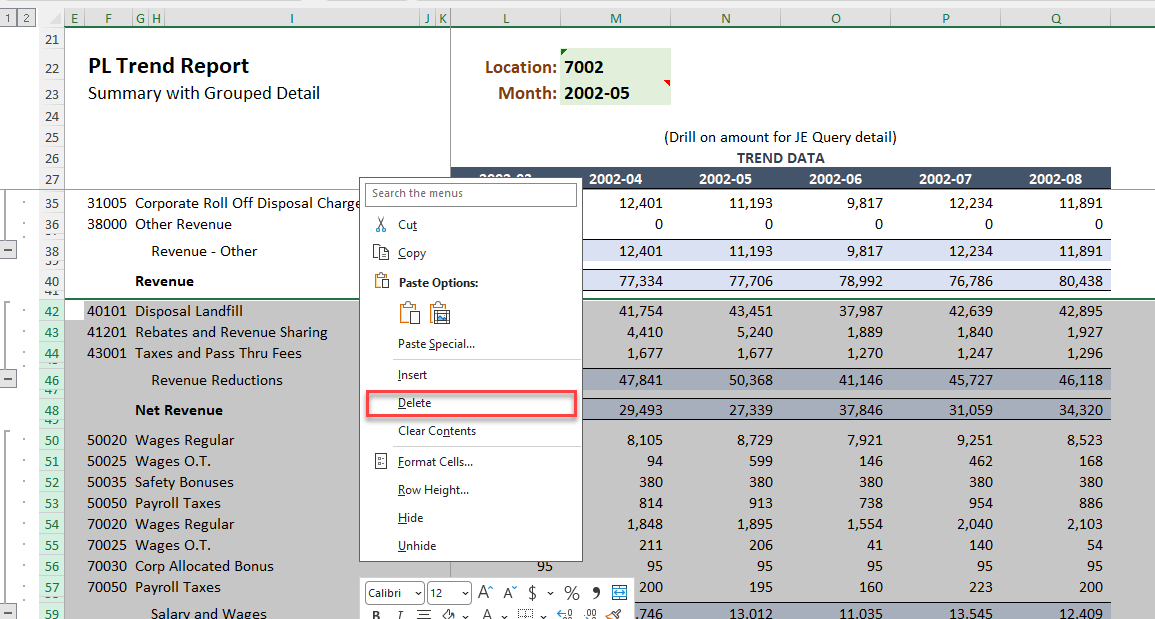 1 2 E F G H I J K L M N O P Q
21
22 PL Trend Report Location: 7002
23 Summary with Grouped Detail Month: 2002-05
24
25 (Drill on amount for JE Query detail)
26 TREND DATA
27 2002-04 2002-05 2002-06 2002-07 2002-08
Search the menus
35 31005 Corporate Roll Off Disposal Charge 12,401 11,193 9,817 12,234 11,891
36 38000 Other Revenue 0 0 0 0 0
Cut
38 Revenue - Other 12,401 11,193 9,817 12,234 11,891
Copy
40 Revenue 77,334 77,706 78,992 76,786 80,438
Paste Options:
42 40101 Disposal Landfill 41,754 43,451 37,987 42,639 42,895
43 41201 Rebates and Revenue Sharing 4,410 5,240 1,889 1,840 1,927
Paste Special...
44 43001 Taxes and Pass Thru Fees 1,677 1,677 1,270 1,247 1,296
Insert
46 Revenue Reductions 47,841 50,368 41,146 45,727 46,118
Delete
48 Net Revenue 29,493 27,339 37,846 31,059 34,320
Clear Contents
50 50020 Wages Regular 8,105 8,729 7,921 9,251 8,523
51 50025 Wages O.T. 94 599 146 462 168
Format Cells...
52 50035 Safety Bonuses 380 380 380 380 380
Row Height...
53 50050 Payroll Taxes 814 913 738 954 886
Hide
54 70020 Wages Regular 1,848 1,895 1,554 2,040 2,103
55 70025 Wages O.T. 211 206 41 140 54
Unhide
56 70030 Corp Allocated Bonus 95 95 95 95 95 95
57 70050 Payroll Taxes 200 195 160 223 200
Calibri 12 A A $ % ,
59 Salary and Wages ,746 13,012 11,035 13,545 12,409
B I A